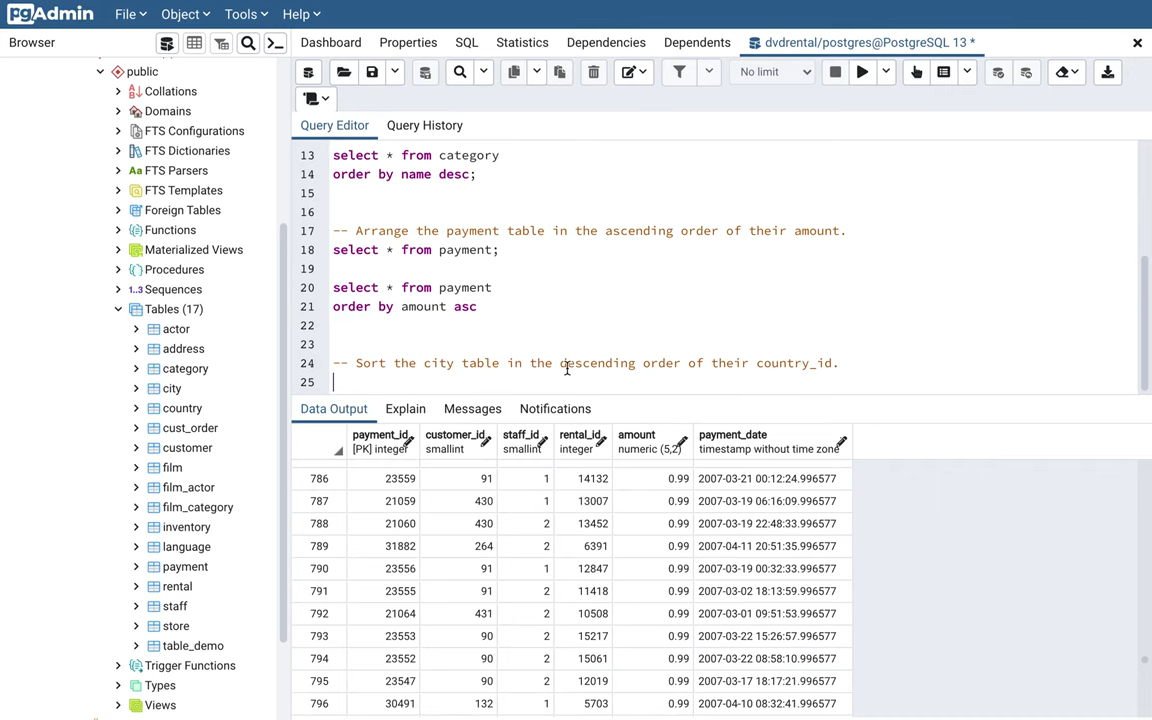 pgAdmin File Object Tools Help
Browser Dashboard Properties SQL Statistics Dependencies Dependents dvdrental/postgres@PostgreSQL 13 *
No limit
Query Editor Query History
public
Collations
Domains
FTS Configurations
FTS Dictionaries
Aa FTS Parsers
FTS Templates
Foreign Tables
Functions
Materialized Views
Procedures
1..3 Sequences
Tables (17)
actor
address
category
city
country
cust_order
customer
film
film_actor
film_category
inventory
language
payment
rental
staff
store
table_demo
Trigger Functions
Types
Views
13 select * from category
14 order by name desc;
15
16
17 -- Arrange the payment table in the ascending order of their amount.
18 select * from payment;
19
20 select * from payment
21 order by amount asc
22
23
24 -- Sort the city table in the descending order of their country_id.
25
Data Output Explain Messages Notifications
payment_id customer_id staff_id rental_id amount payment_date
[PK] integer smallint smallint integer numeric (5,2) timestamp without time zone
786 23559 91 1 14132 0.99 2007-03-21 00:12:24.996577
787 21059 430 1 13007 0.99 2007-03-19 06:16:09.996577
788 21060 430 2 13452 0.99 2007-03-19 22:48:33.996577
789 31882 264 2 6391 0.99 2007-04-11 20:51:35.996577
790 23556 91 1 12847 0.99 2007-03-19 00:32:33.996577
791 23555 91 2 11418 0.99 2007-03-02 18:13:59.996577
792 21064 431 2 10508 0.99 2007-03-01 09:51:53.996577
793 23553 90 2 15217 0.99 2007-03-22 15:26:57.996577
794 23552 90 2 15061 0.99 2007-03-22 08:58:10.996577
795 23547 90 2 12019 0.99 2007-03-17 18:17:21.996577
796 30491 132 1 5703 0.99 2007-04-10 08:32:41.996577